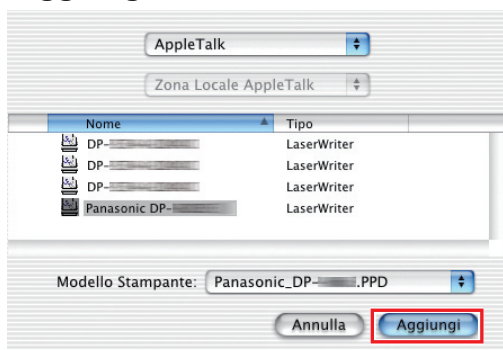 AppleTalk
Zona Locale AppleTalk
Nome Tipo
DP- LaserWriter
DP- LaserWriter
DP- LaserWriter
Panasonic DP- LaserWriter
Modello Stampante: Panasonic_DP- .PPD
Annulla Aggiungi